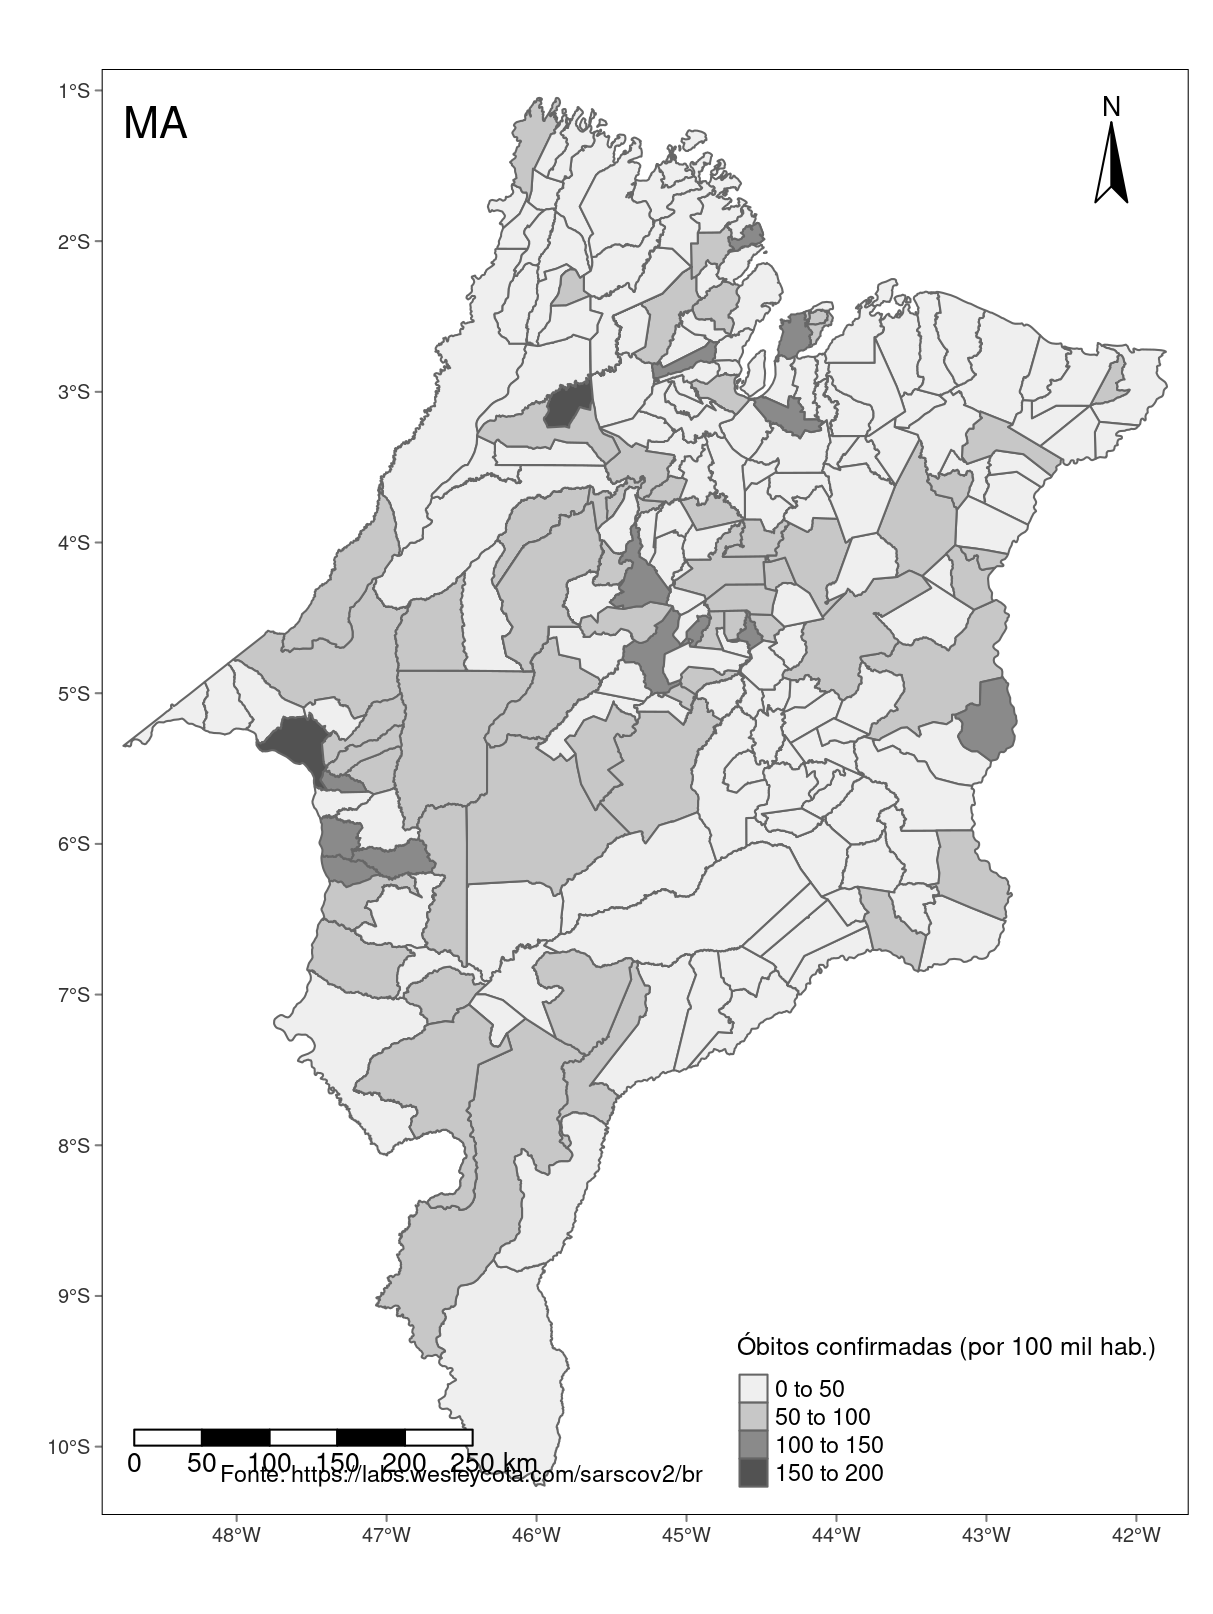 MA
N
1°S
2°S
3°S
4°S
5°S
6°S
7°S
8°S
9°S
10°S
Óbitos confirmadas (por 100 mil hab.)
0 to 50
50 to 100
100 to 150
150 to 200
0 50 100 150 200 250 km
Fonte: https://labs.wesleycota.com/sarscov2/br
48°W 47°W 46°W 45°W 44°W 43°W 42°W